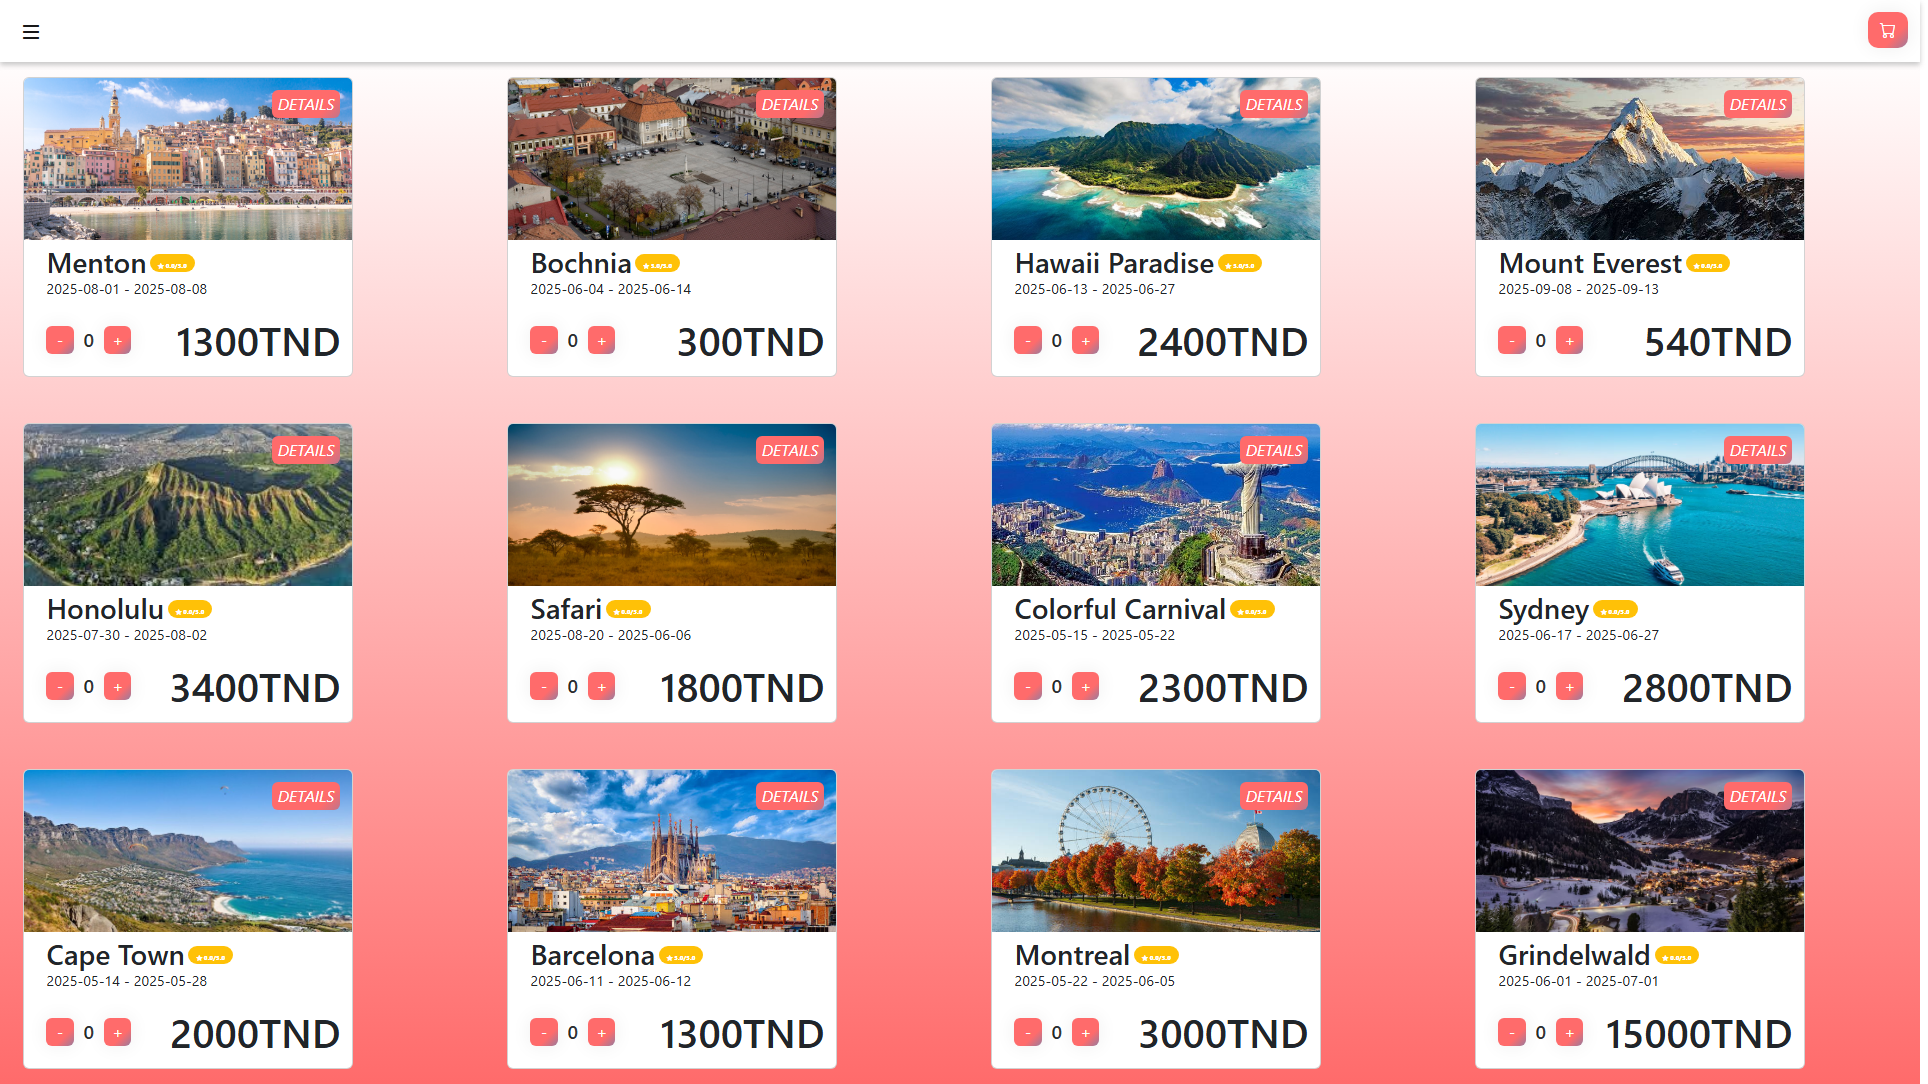 DETAILS
Menton
2025-08-01 - 2025-08-08
- 0 + 1300TND
DETAILS
Bochnia
2025-06-04 - 2025-06-14
- 0 + 300TND
DETAILS
Hawaii Paradise
2025-06-13 - 2025-06-27
- 0 + 2400TND
DETAILS
Mount Everest
2025-09-08 - 2025-09-13
- 0 + 540TND
DETAILS
Honolulu
2025-07-30 - 2025-08-02
- 0 + 3400TND
DETAILS
Safari
2025-08-20 - 2025-06-06
- 0 + 1800TND
DETAILS
Colorful Carnival
2025-05-15 - 2025-05-22
- 0 + 2300TND
DETAILS
Sydney
2025-06-17 - 2025-06-27
- 0 + 2800TND
DETAILS
Cape Town
2025-05-14 - 2025-05-28
- 0 + 2000TND
DETAILS
Barcelona
2025-06-11 - 2025-06-12
- 0 + 1300TND
DETAILS
Montreal
2025-05-22 - 2025-06-05
- 0 + 3000TND
DETAILS
Grindelwald
2025-06-01 - 2025-07-01
- 0 + 15000TND